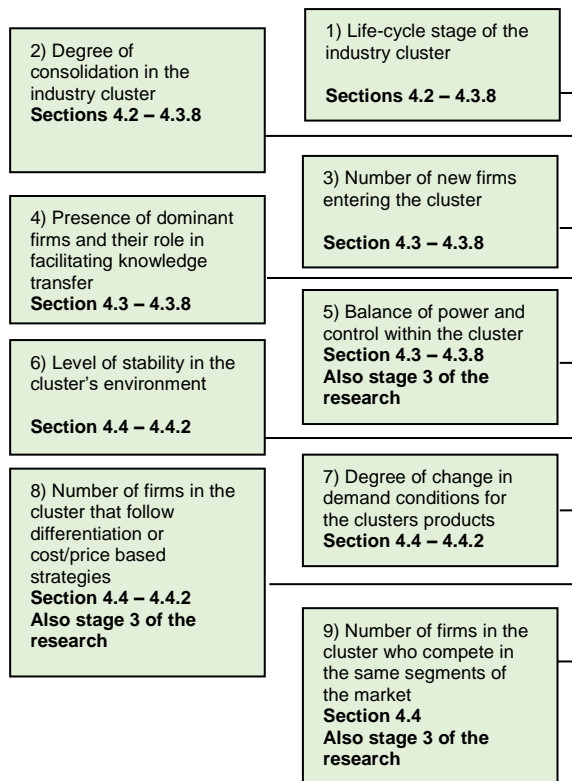 1) Life-cycle stage of the
industry cluster
Sections 4.2 – 4.3.8
2) Degree of
consolidation in the
industry cluster
Sections 4.2 – 4.3.8
3) Number of new firms
entering the cluster
Section 4.3 – 4.3.8
4) Presence of dominant
firms and their role in
facilitating knowledge
transfer
Section 4.3 – 4.3.8
5) Balance of power and
control within the cluster
Section 4.3 – 4.3.8
Also stage 3 of the
research
6) Level of stability in the
cluster's environment
Section 4.4 – 4.4.2
7) Degree of change in
demand conditions for
the clusters products
Section 4.4 – 4.4.2
8) Number of firms in the
cluster that follow
differentiation or
cost/price based
strategies
Section 4.4 – 4.4.2
Also stage 3 of the
research
9) Number of firms in the
cluster who compete in
the same segments of
the market
Section 4.4
Also stage 3 of the
research